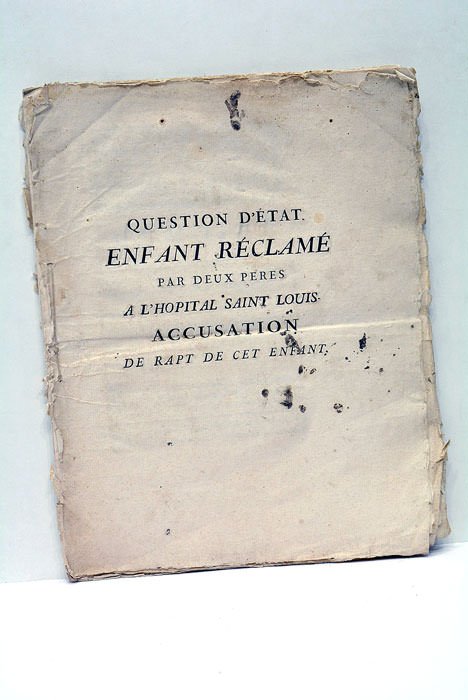 QUESTION D'ÉTAT.
ENFANT RÉCLAMÉ
PAR DEUX PERES
A L'HOPITAL SAINT LOUIS.
ACCUSATION
DE RAPT DE CET ENFANT.